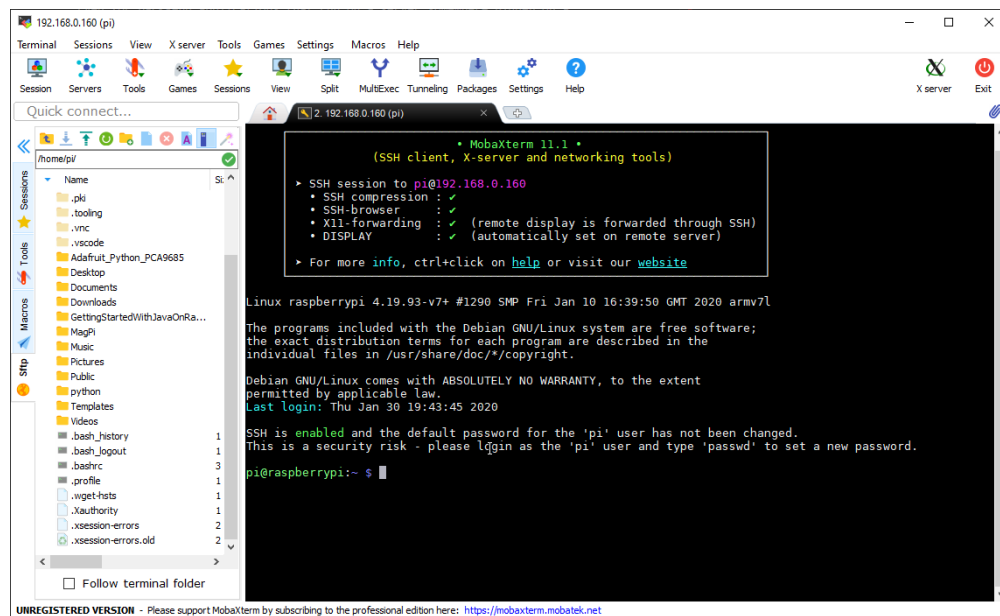 192.168.0.160 (pi)
Terminal Sessions View X server Tools Games Settings Macros Help
Session Servers Tools Games Sessions View Split MultiExec Tunneling Packages Settings Help X server Exit
Quick connect...
2. 192.168.0.160 (pi)
/home/pi/
Name
.pki
.tooling
.vnc
.vscode
Adafruit_Python_PCA9685
Desktop
Documents
Downloads
GettingStartedWithJavaOnRa...
MagPi
Music
Pictures
Public
python
Templates
Videos
.bash_history 1
.bash_logout 1
.bashrc 3
.profile 1
.wget-hsts 1
.Xauthority 1
.xsession-errors 2
.xsession-errors.old 2
Follow terminal folder
Sessions
Tools
Macros
Sftp
• MobaXterm 11.1 •
(SSH client, X-server and networking tools)
➤ SSH session to pi@192.168.0.160
• SSH compression : ✔
• SSH-browser : ✔
• X11-forwarding : ✔ (remote display is forwarded through SSH)
• DISPLAY : ✔ (automatically set on remote server)
➤ For more info, ctrl+click on help or visit our website
Linux raspberrypi 4.19.93-v7+ #1290 SMP Fri Jan 10 16:39:50 GMT 2020 armv7l
The programs included with the Debian GNU/Linux system are free software;
the exact distribution terms for each program are described in the
individual files in /usr/share/doc/*/copyright.
Debian GNU/Linux comes with ABSOLUTELY NO WARRANTY, to the extent
permitted by applicable law.
Last login: Thu Jan 30 19:43:45 2020
SSH is enabled and the default password for the 'pi' user has not been changed.
This is a security risk - please login as the 'pi' user and type 'passwd' to set a new password.
pi@raspberrypi:~ $
UNREGISTERED VERSION - Please support MobaXterm by subscribing to the professional edition here: https://mobaxterm.mobatek.net